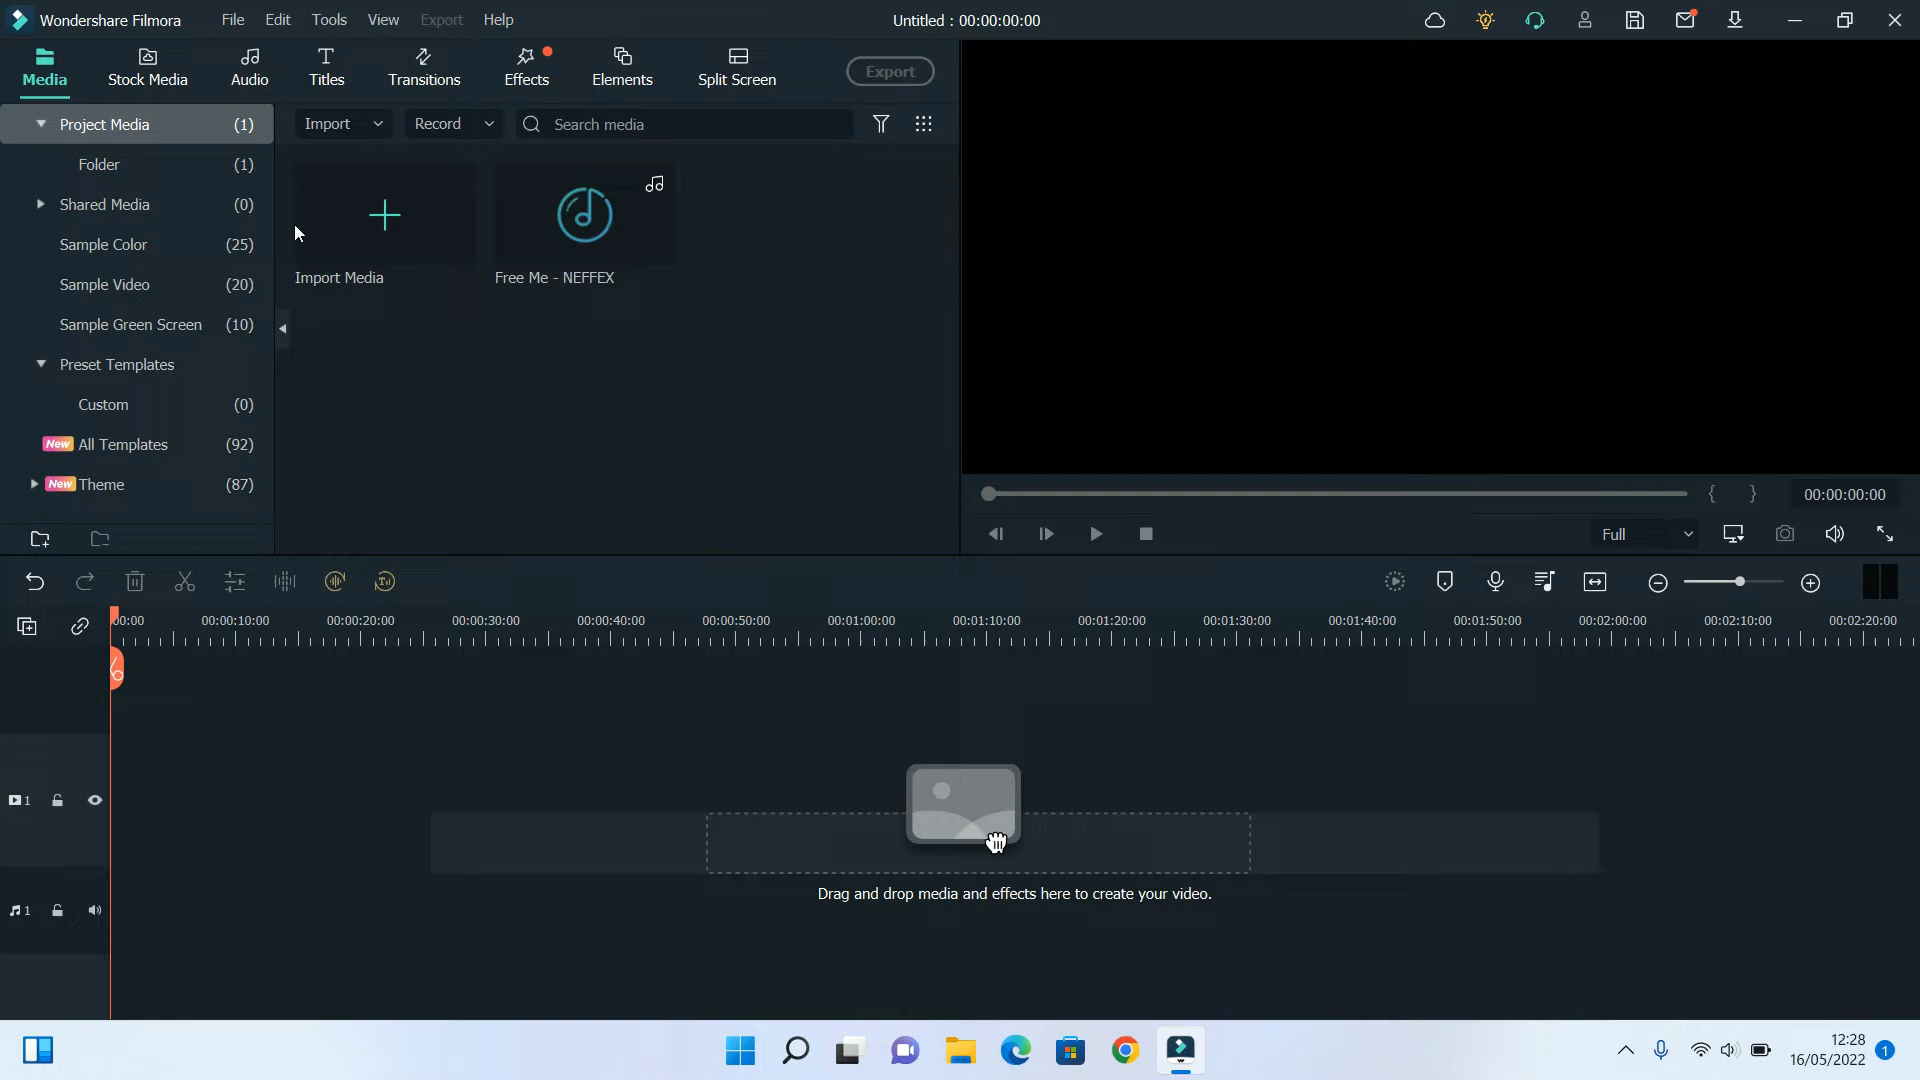 Wondershare Filmora File Edit Tools View Export Help Untitled : 00:00:00:00
Media Stock Media Audio Titles Transitions Effects Elements Split Screen Export
Project Media (1)
Folder (1)
Shared Media (0)
Sample Color (25)
Sample Video (20)
Sample Green Screen (10)
Preset Templates
Custom (0)
New All Templates (92)
New Theme (87)
Import Record Search media
Import Media Free Me - NEFFEX
00:00:00:00
Full
00:00 00:00:10:00 00:00:20:00 00:00:30:00 00:00:40:00 00:00:50:00 00:01:00:00 00:01:10:00 00:01:20:00 00:01:30:00 00:01:40:00 00:01:50:00 00:02:00:00 00:02:10:00 00:02:20:00
1
Drag and drop media and effects here to create your video.
1
12:28
16/05/2022 1